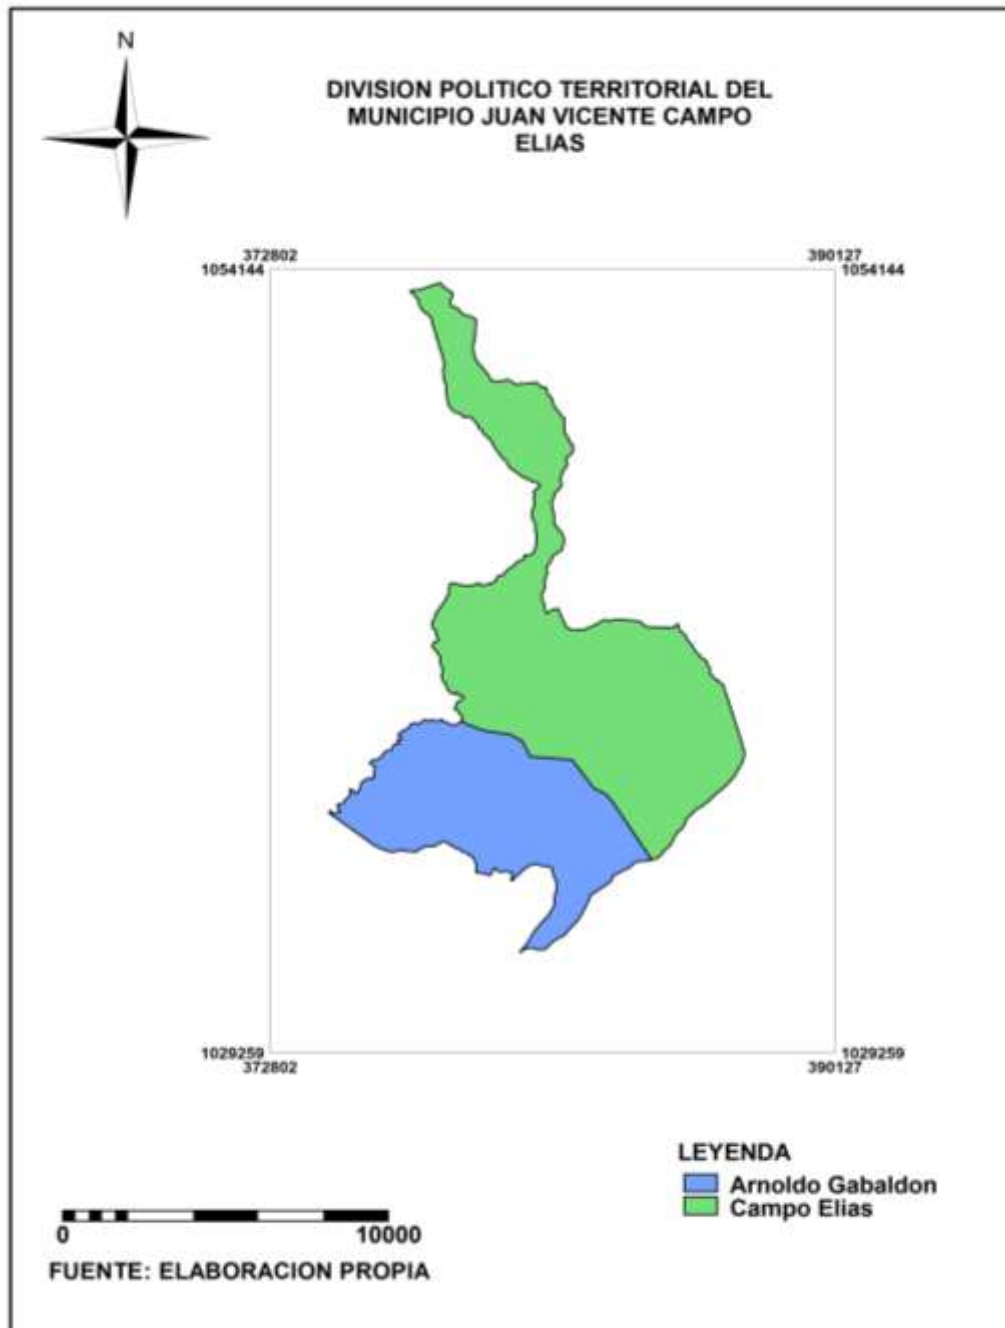 N
DIVISION POLITICO TERRITORIAL DEL
MUNICIPIO JUAN VICENTE CAMPO
ELIAS
372802
390127
1054144
1054144
1029259
1029259
372802
390127
LEYENDA
Arnoldo Gabaldon
Campo Elias
0
10000
FUENTE: ELABORACION PROPIA